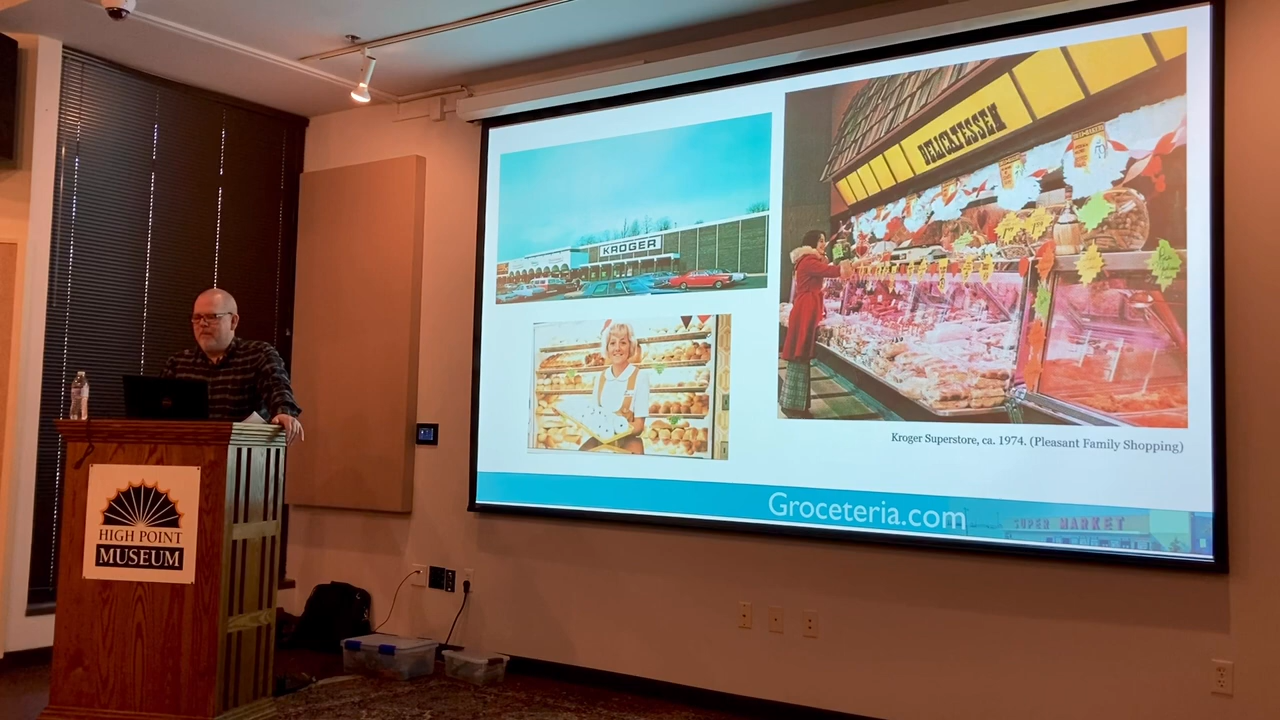 HIGH POINT
MUSEUM
KROGER
DELICATESSEN
Kroger Superstore, ca. 1974. (Pleasant Family Shopping)
Groceteria.com
SUPER MARKET